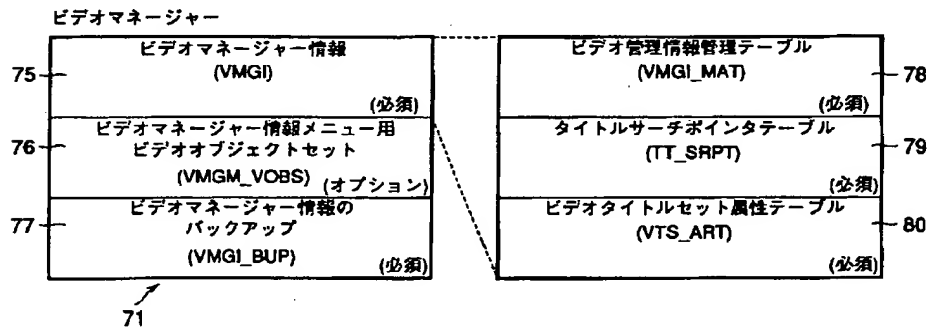 ビデオマネージャー
75
ビデオマネージャー情報
(VMGI)
(必須)
76
ビデオマネージャー情報メニュー用
ビデオオブジェクトセット
(VMGM_VOBS)
(オプション)
77
ビデオマネージャー情報の
バックアップ
(VMGI_BUP)
(必須)
71
ビデオ管理情報管理テーブル
(VMGI_MAT)
(必須)
78
タイトルサーチポインタテーブル
(TT_SRPT)
(必須)
79
ビデオタイトルセット属性テーブル
(VTS_ART)
(必須)
80